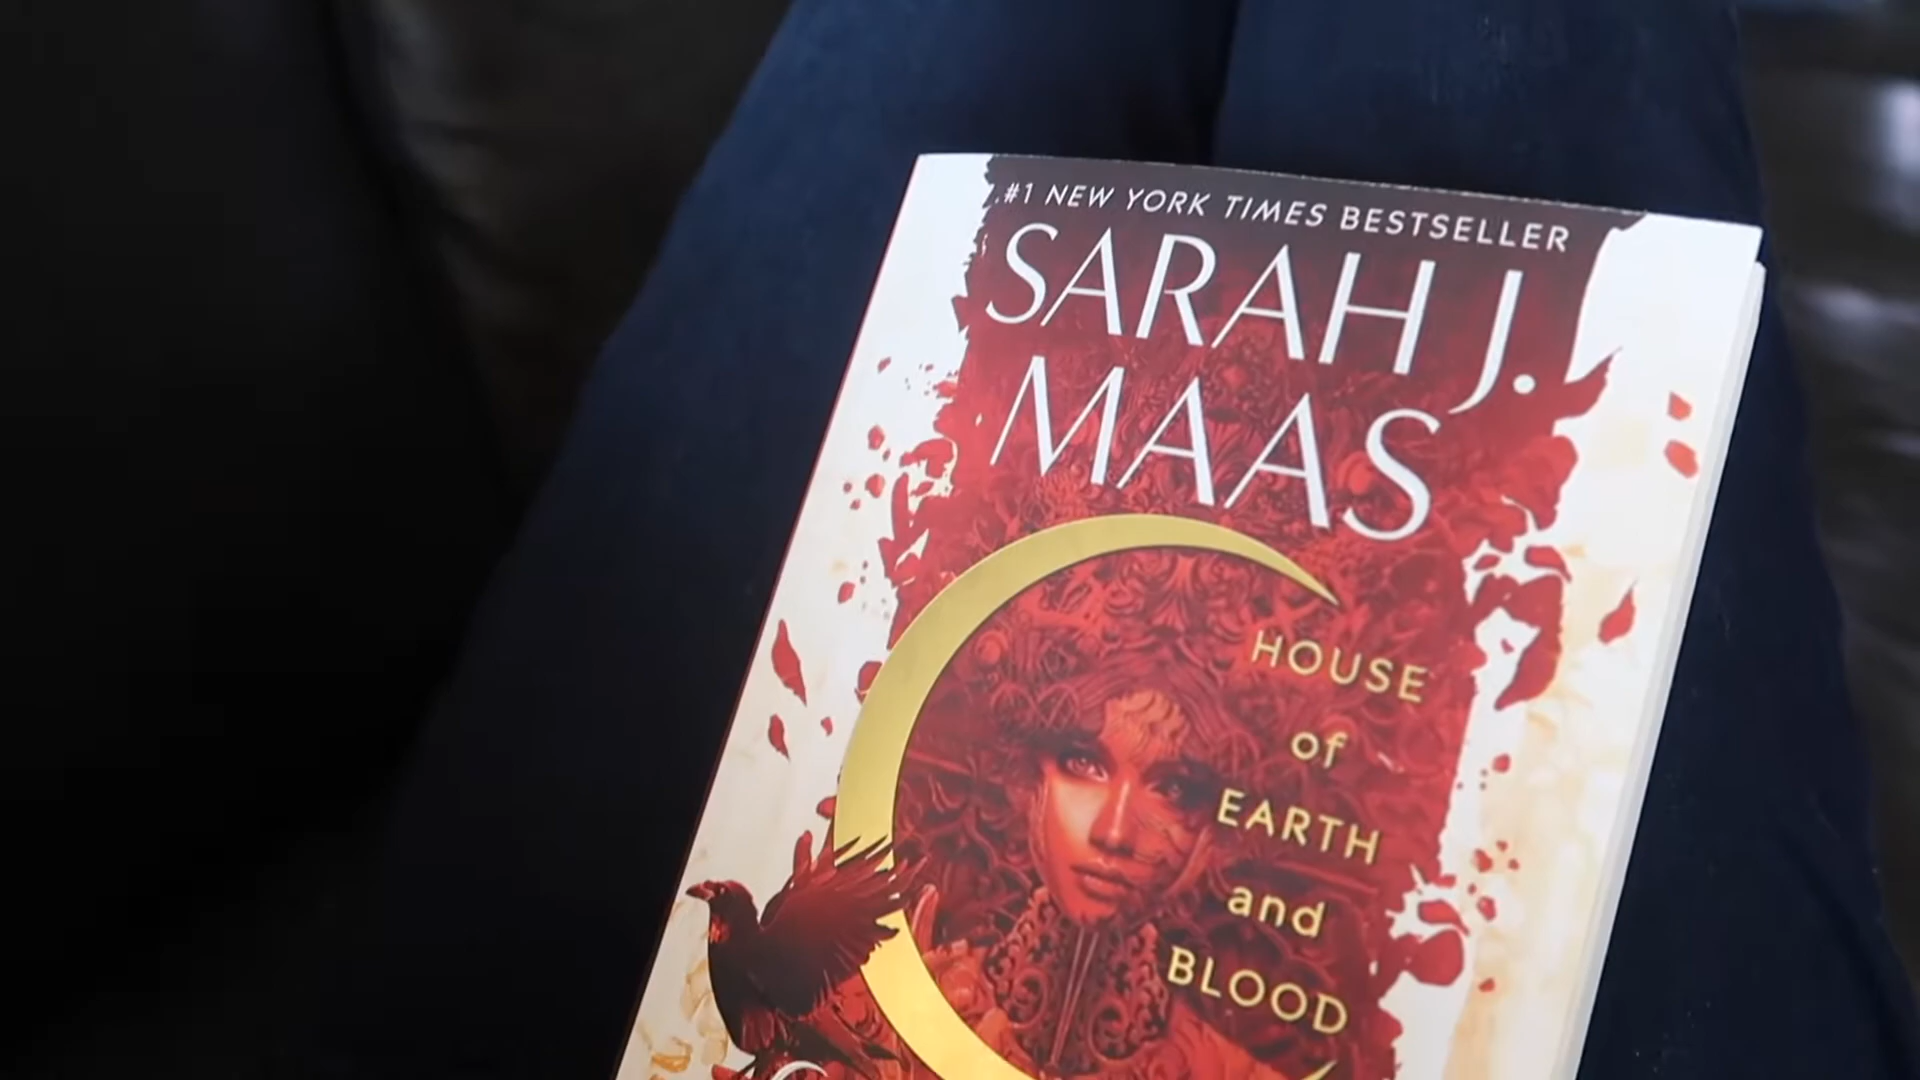 #1 NEW YORK TIMES BESTSELLER
SARAH J.
MAAS
HOUSE
of
EARTH
and
BLOOD